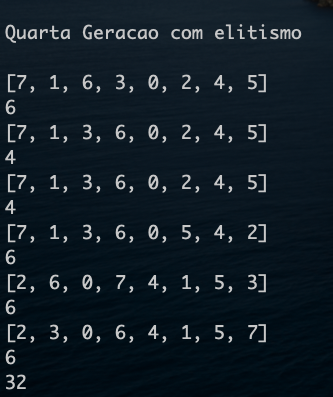 Quarta Geracao com elitismo
[7, 1, 6, 3, 0, 2, 4, 5]
6
[7, 1, 3, 6, 0, 2, 4, 5]
4
[7, 1, 3, 6, 0, 2, 4, 5]
4
[7, 1, 3, 6, 0, 5, 4, 2]
6
[2, 6, 0, 7, 4, 1, 5, 3]
6
[2, 3, 0, 6, 4, 1, 5, 7]
6
32